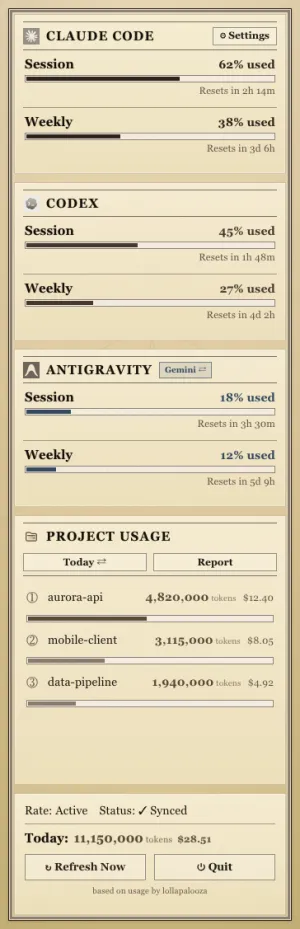 CLAUDE CODE ⚙ Settings
Session 62% used
Resets in 2h 14m
Weekly 38% used
Resets in 3d 6h
CODEX
Session 45% used
Resets in 1h 48m
Weekly 27% used
Resets in 4d 2h
ANTIGRAVITY Gemini ⇄
Session 18% used
Resets in 3h 30m
Weekly 12% used
Resets in 5d 9h
PROJECT USAGE
Today ⇄ Report
① aurora-api 4,820,000 tokens $12.40
② mobile-client 3,115,000 tokens $8.05
③ data-pipeline 1,940,000 tokens $4.92
Rate: Active Status: ✓ Synced
Today: 11,150,000 tokens $28.51
↻ Refresh Now ⏻ Quit
based on usage by lollapalooza